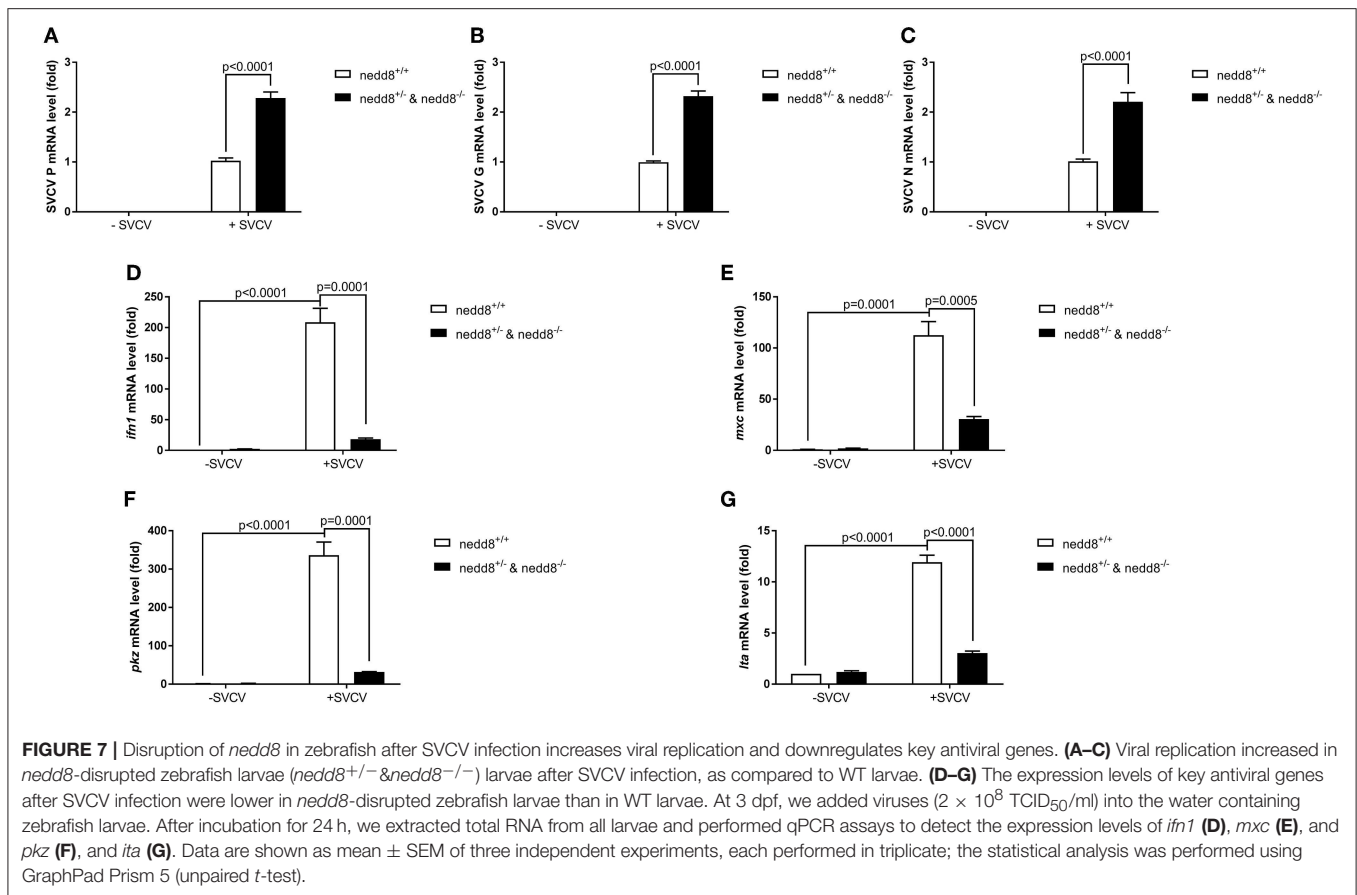 A
SVCV P mRNA level (fold)
3
2
1
0
p<0.0001
- SVCV
+ SVCV
nedd8+/+
nedd8+/- & nedd8-/-
B
SVCV G mRNA level (fold)
3
2
1
0
p<0.0001
- SVCV
+ SVCV
nedd8+/+
nedd8+/- & nedd8-/-
C
SVCV N mRNA level (fold)
3
2
1
0
p<0.0001
- SVCV
+ SVCV
nedd8+/+
nedd8+/- & nedd8-/-
D
ifn1 mRNA level (fold)
250
200
150
100
50
0
p<0.0001
p=0.0001
-SVCV
+SVCV
nedd8+/+
nedd8+/- & nedd8-/-
E
mxc mRNA level (fold)
150
100
50
0
p=0.0001
p=0.0005
-SVCV
+SVCV
nedd8+/+
nedd8+/- & nedd8-/-
F
pkz mRNA level (fold)
400
300
200
100
0
p<0.0001
p=0.0001
-SVCV
+SVCV
nedd8+/+
nedd8+/- & nedd8-/-
G
lta mRNA level (fold)
15
10
5
0
p<0.0001
p<0.0001
-SVCV
+SVCV
nedd8+/+
nedd8+/- & nedd8-/-
FIGURE 7 | Disruption of nedd8 in zebrafish after SVCV infection increases viral replication and downregulates key antiviral genes. (A–C) Viral replication increased in
nedd8-disrupted zebrafish larvae (nedd8+/−&nedd8−/−) larvae after SVCV infection, as compared to WT larvae. (D–G) The expression levels of key antiviral genes
after SVCV infection were lower in nedd8-disrupted zebrafish larvae than in WT larvae. At 3 dpf, we added viruses (2 × 10⁸ TCID₅₀/ml) into the water containing
zebrafish larvae. After incubation for 24 h, we extracted total RNA from all larvae and performed qPCR assays to detect the expression levels of ifn1 (D), mxc (E), and
pkz (F), and ita (G). Data are shown as mean ± SEM of three independent experiments, each performed in triplicate; the statistical analysis was performed using
GraphPad Prism 5 (unpaired t-test).